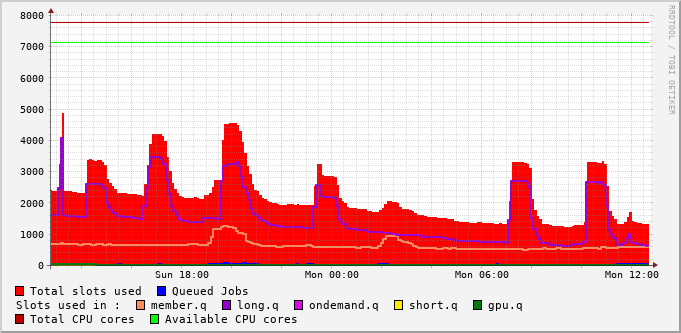 RRDTOOL / TOBI OETIKER
8000
7000
6000
5000
4000
3000
2000
1000
0
Sun 18:00 Mon 00:00 Mon 06:00 Mon 12:00
Total slots used Queued Jobs
Slots used in : member.q long.q ondemand.q short.q gpu.q
Total CPU cores Available CPU cores